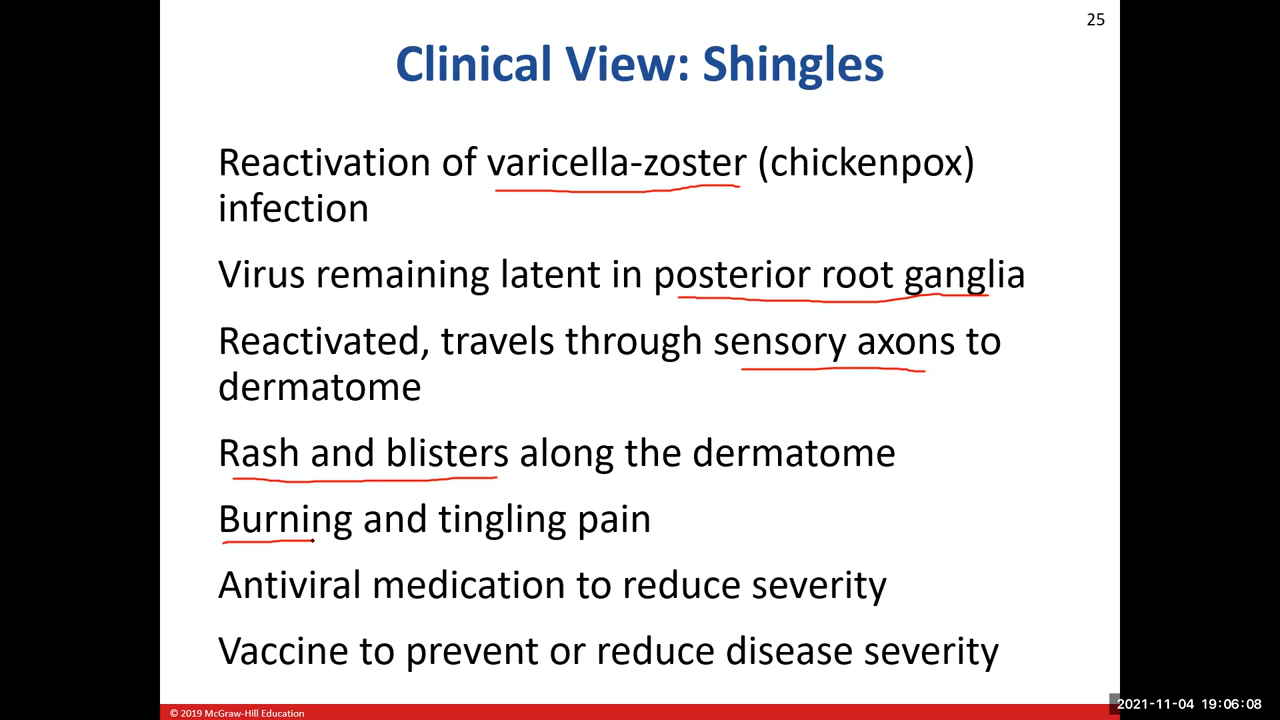 25
Clinical View: Shingles
Reactivation of varicella-zoster (chickenpox)
infection
Virus remaining latent in posterior root ganglia
Reactivated, travels through sensory axons to
dermatome
Rash and blisters along the dermatome
Burning and tingling pain
Antiviral medication to reduce severity
Vaccine to prevent or reduce disease severity
© 2019 McGraw-Hill Education
2021-11-04 19:06:08